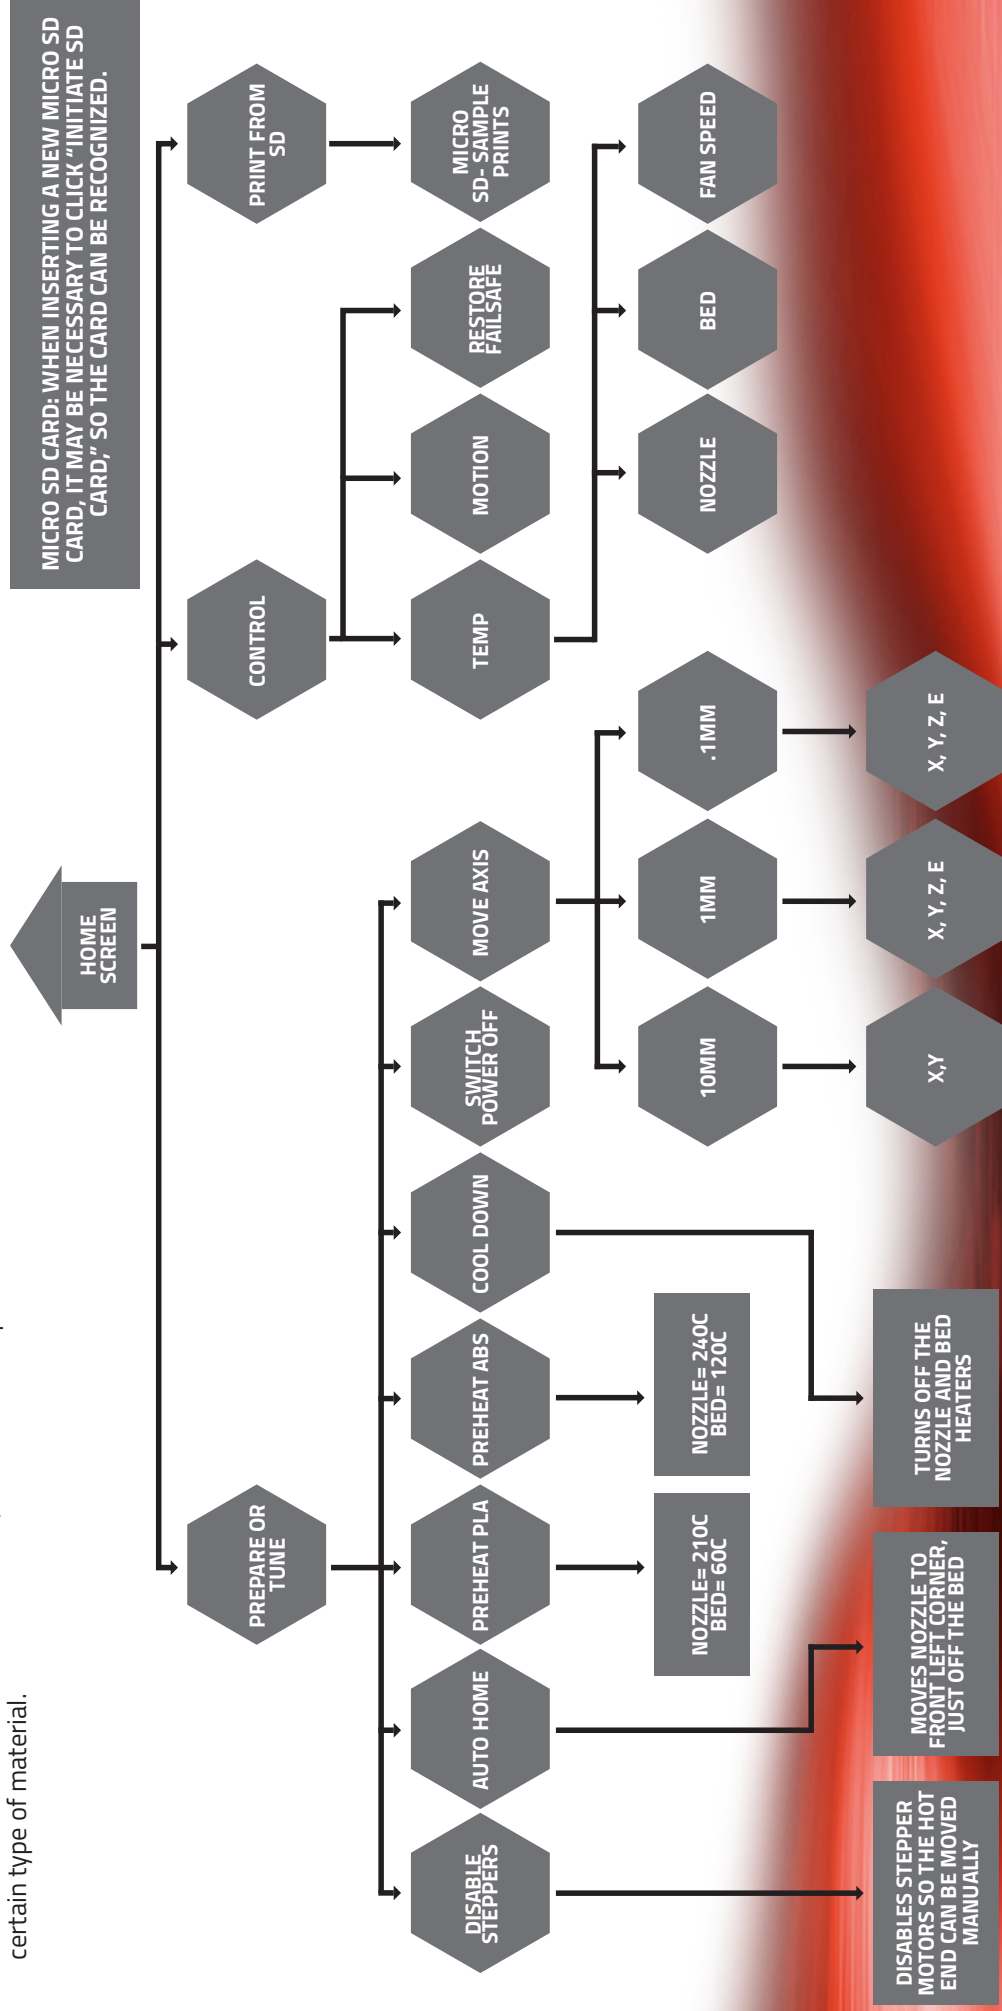 certain type of material.
HOME
SCREEN
MICRO SD CARD: WHEN INSERTING A NEW MICRO SD
CARD, IT MAY BE NECESSARY TO CLICK "INITIATE SD
CARD," SO THE CARD CAN BE RECOGNIZED.
PREPARE OR
TUNE
CONTROL
PRINT FROM
SD
DISABLE
STEPPERS
AUTO HOME
PREHEAT PLA
PREHEAT ABS
COOL DOWN
SWITCH
POWER OFF
MOVE AXIS
TEMP
MOTION
RESTORE
FAILSAFE
MICRO
SD- SAMPLE
PRINTS
NOZZLE= 210C
BED= 60C
NOZZLE= 240C
BED= 120C
10MM
1MM
.1MM
NOZZLE
BED
FAN SPEED
DISABLES STEPPER
MOTORS SO THE HOT
END CAN BE MOVED
MANUALLY
MOVES NOZZLE TO
FRONT LEFT CORNER,
JUST OFF THE BED
TURNS OFF THE
NOZZLE AND BED
HEATERS
X,Y
X, Y, Z, E
X, Y, Z, E